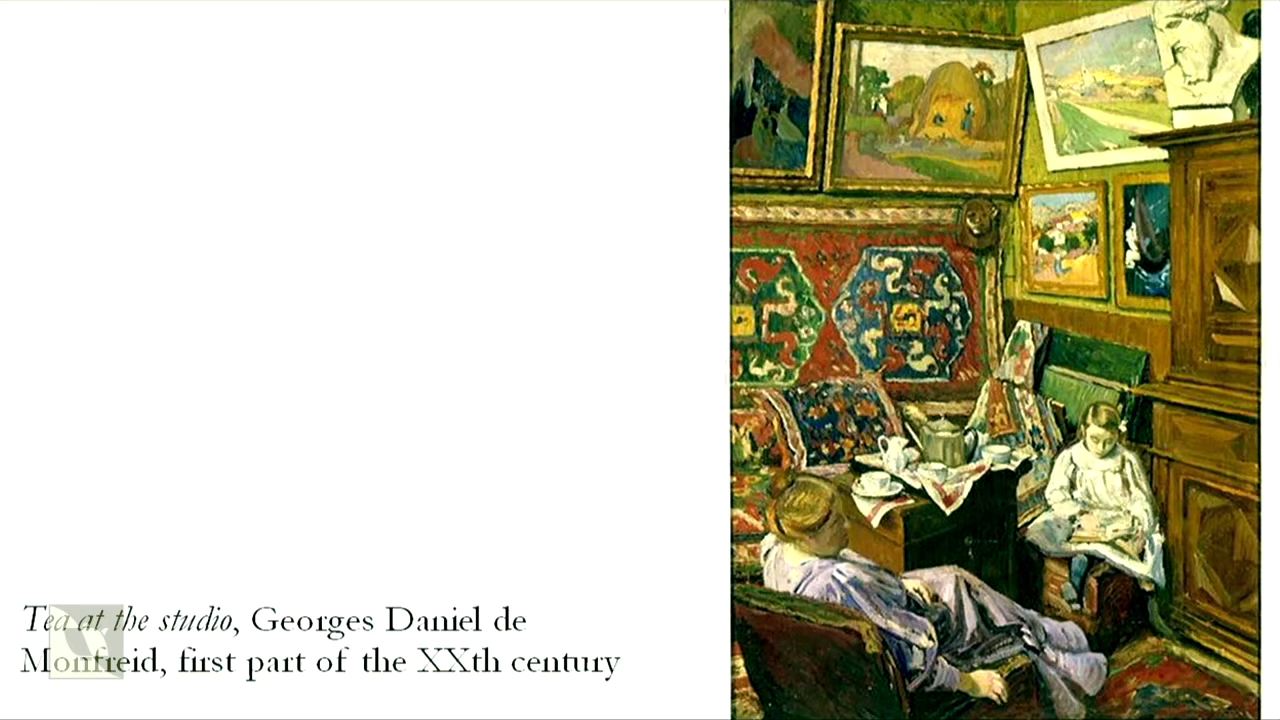 Tea at the studio, Georges Daniel de
Monfreid, first part of the XXth century